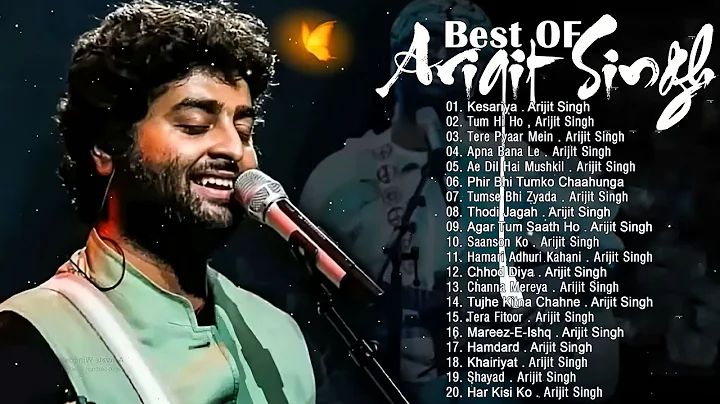 Best OF
Arijit Singh
01. Kesariya . Arijit Singh
02. Tum Hi Ho , Arijit Singh
03. Tere Pyaar Mein . Arijit Singh
04. Apna Bana Le . Arijit Singh
05. Ae Dil Hai Mushkil . Arijit Singh
06. Phir Bhi Tumko Chaahunga
07. Tumse Bhi Zyada . Arijit Singh
08. Thodi Jagah . Arijit Singh
09. Agar Tum Saath Ho . Arijit Singh
10. Saanson Ko . Arijit Singh
11. Hamari Adhuri Kahani . Arijit Singh
12. Chhod Diya . Arijit Singh
13. Channa Mereya . Arijit Singh
14. Tujhe Kitna Chahne . Arijit Singh
15. Tera Fitoor . Arijit Singh
16. Mareez-E-Ishq . Arijit Singh
17. Hamdard . Arijit Singh
18. Khairiyat . Arijit Singh
19. Shayad . Arijit Singh
20. Har Kisi Ko . Arijit Singh